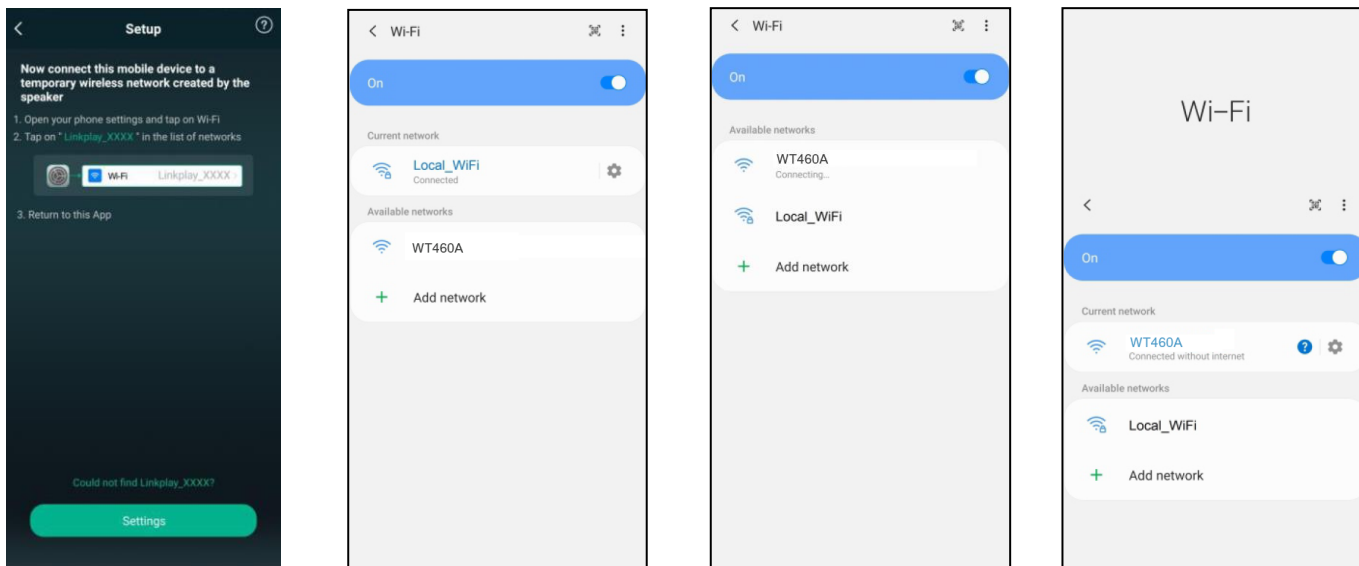 Setup
?
Now connect this mobile device to a
temporary wireless network created by the
speaker
1. Open your phone settings and tap on Wi-Fi
2. Tap on " Linkplay_XXXX " in the list of networks
Wi-Fi Linkplay_XXXX
3. Return to this App
Could not find Linkplay_XXXX?
Settings
Wi-Fi
On
Current network
Local_WiFi
Connected
Available networks
WT460A
Add network
Wi-Fi
On
Available networks
WT460A
Connecting...
Local_WiFi
Add network
Wi-Fi
On
Current network
WT460A
Connected without internet
?
Available networks
Local_WiFi
Add network